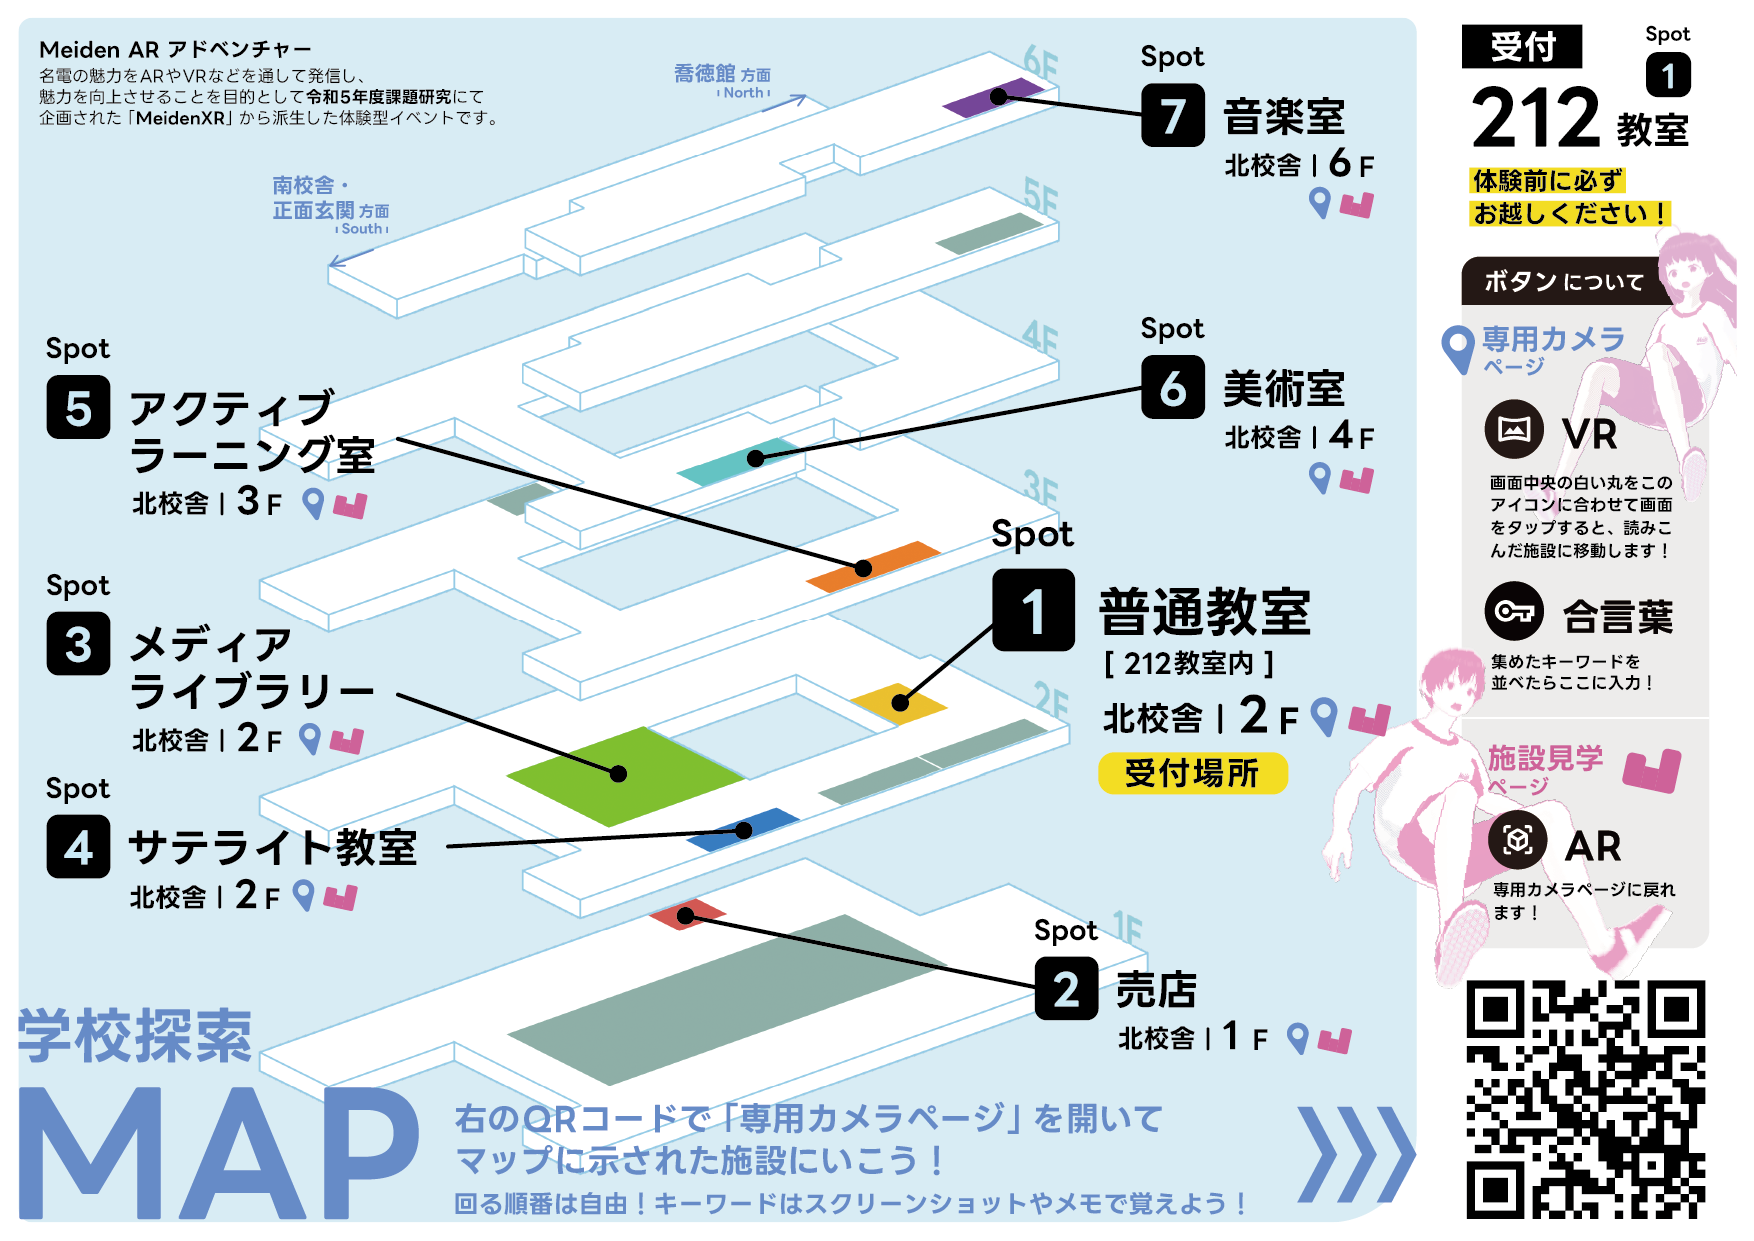 Meiden AR アドベンチャー
名電の魅力をARやVRなどを通して発信し、
魅力を向上させることを目的として令和5年度課題研究にて
企画された「MeidenXR」から派生した体験型イベントです。
喬徳館 方面
North
南校舎・
正面玄関 方面
South
6F
5F
4F
3F
2F
1F
Spot
7
音楽室
北校舎 | 6 F
Spot
6
美術室
北校舎 | 4 F
Spot
5
アクティブ
ラーニング室
北校舎 | 3 F
Spot
1
普通教室
[ 212教室内 ]
北校舎 | 2 F
受付場所
Spot
3
メディア
ライブラリー
北校舎 | 2 F
Spot
4
サテライト教室
北校舎 | 2 F
Spot
2
売店
北校舎 | 1 F
学校探索
MAP
右のQRコードで「専用カメラページ」を開いて
マップに示された施設にいこう！
回る順番は自由！キーワードはスクリーンショットやメモで覚えよう！
受付
Spot
1
212 教室
体験前に必ず
お越しください！
ボタンについて
専用カメラ
ページ
VR
画面中央の白い丸をこの
アイコンに合わせて画面
をタップすると、読みこ
んだ施設に移動します！
合言葉
集めたキーワードを
並べたらここに入力！
施設見学
ページ
AR
専用カメラページに戻れ
ます！